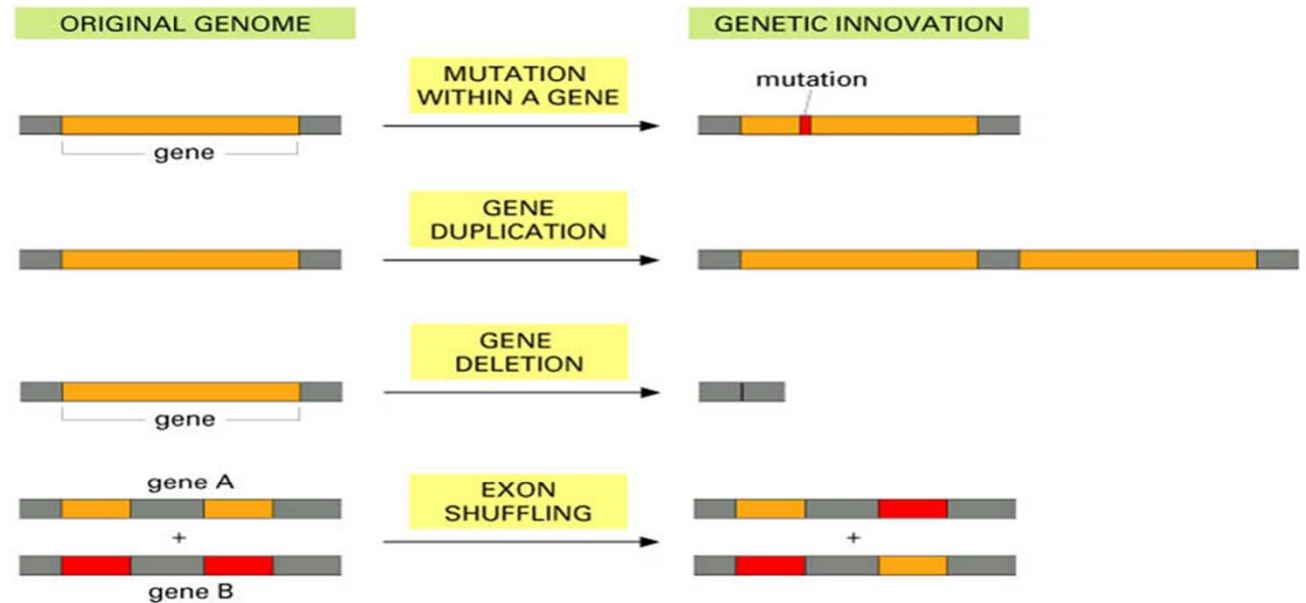 ORIGINAL GENOME
GENETIC INNOVATION
MUTATION
WITHIN A GENE
mutation
gene
GENE
DUPLICATION
GENE
DELETION
gene
gene A
+
gene B
EXON
SHUFFLING
+